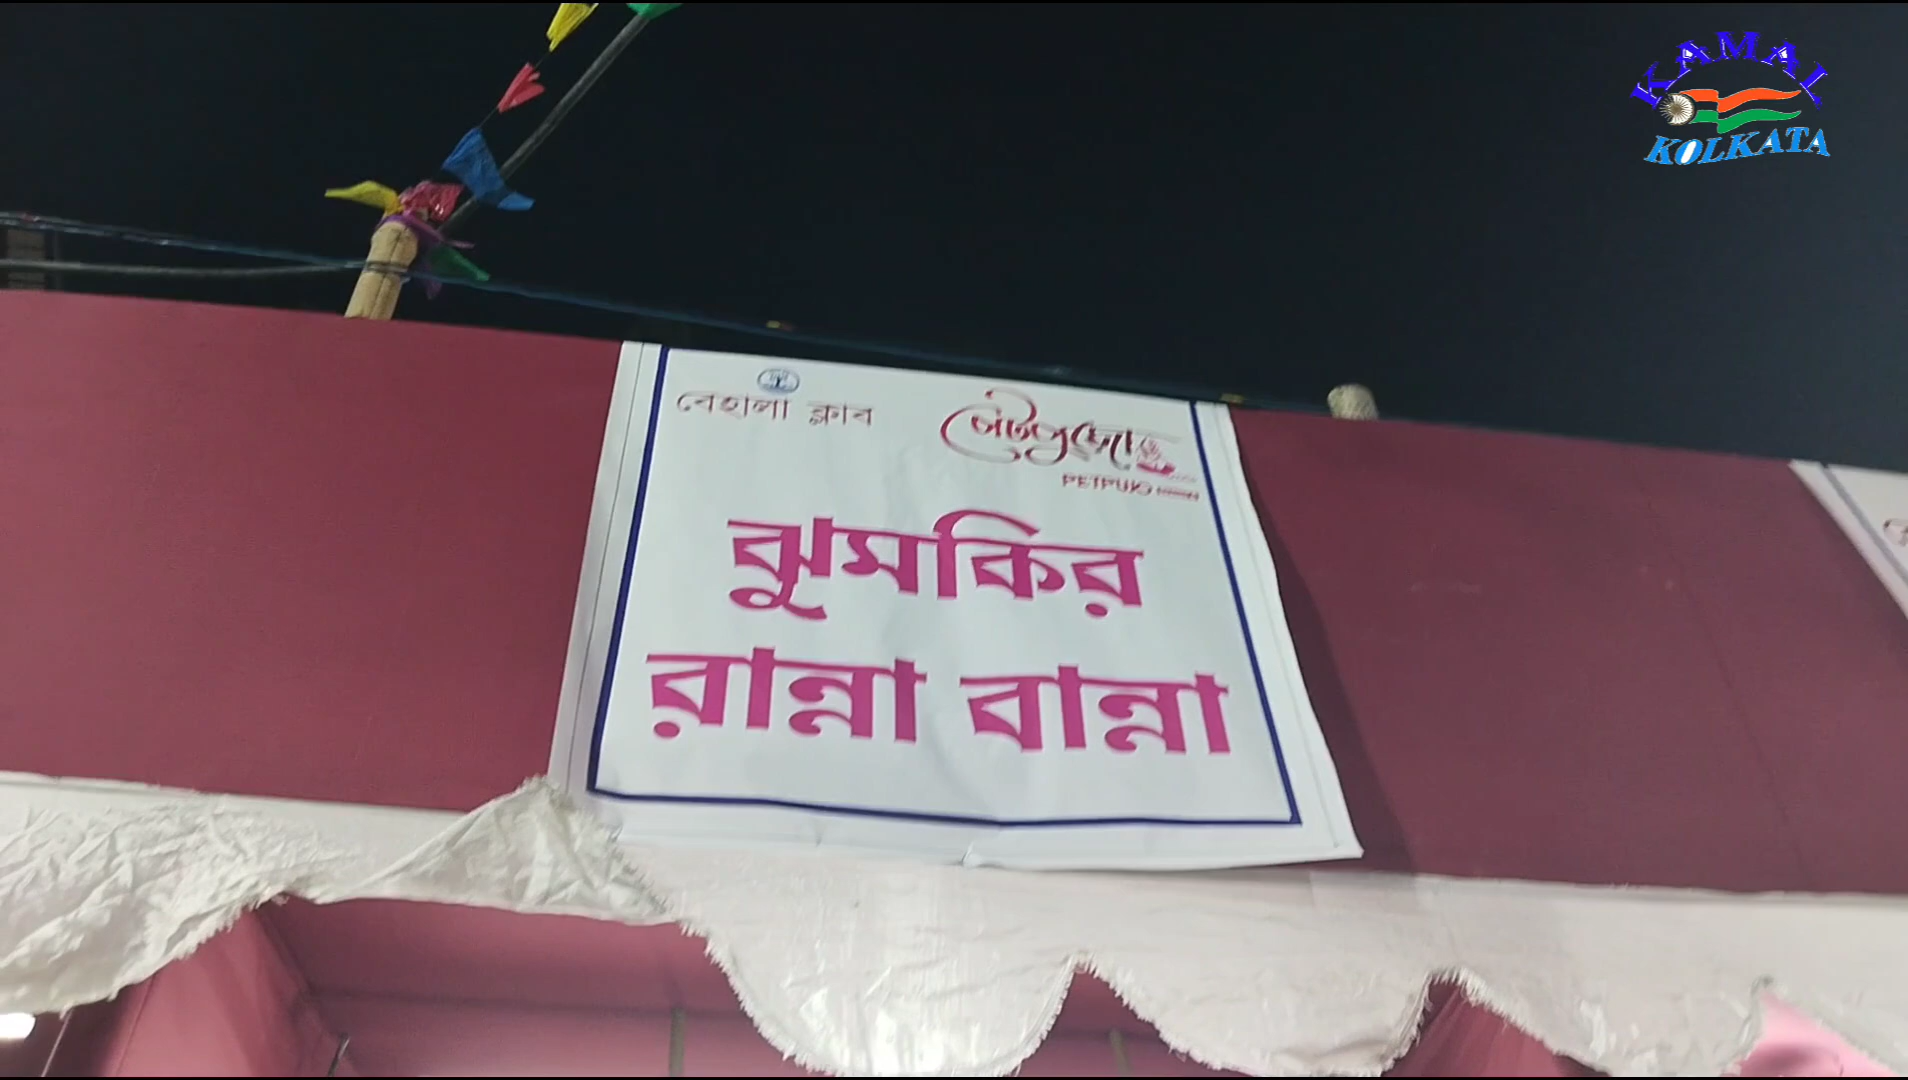 KAMAL
KOLKATA
বেহালা ক্লাব
পেটপুজো
PETPUJO
ঝুমকির
রান্না বান্না